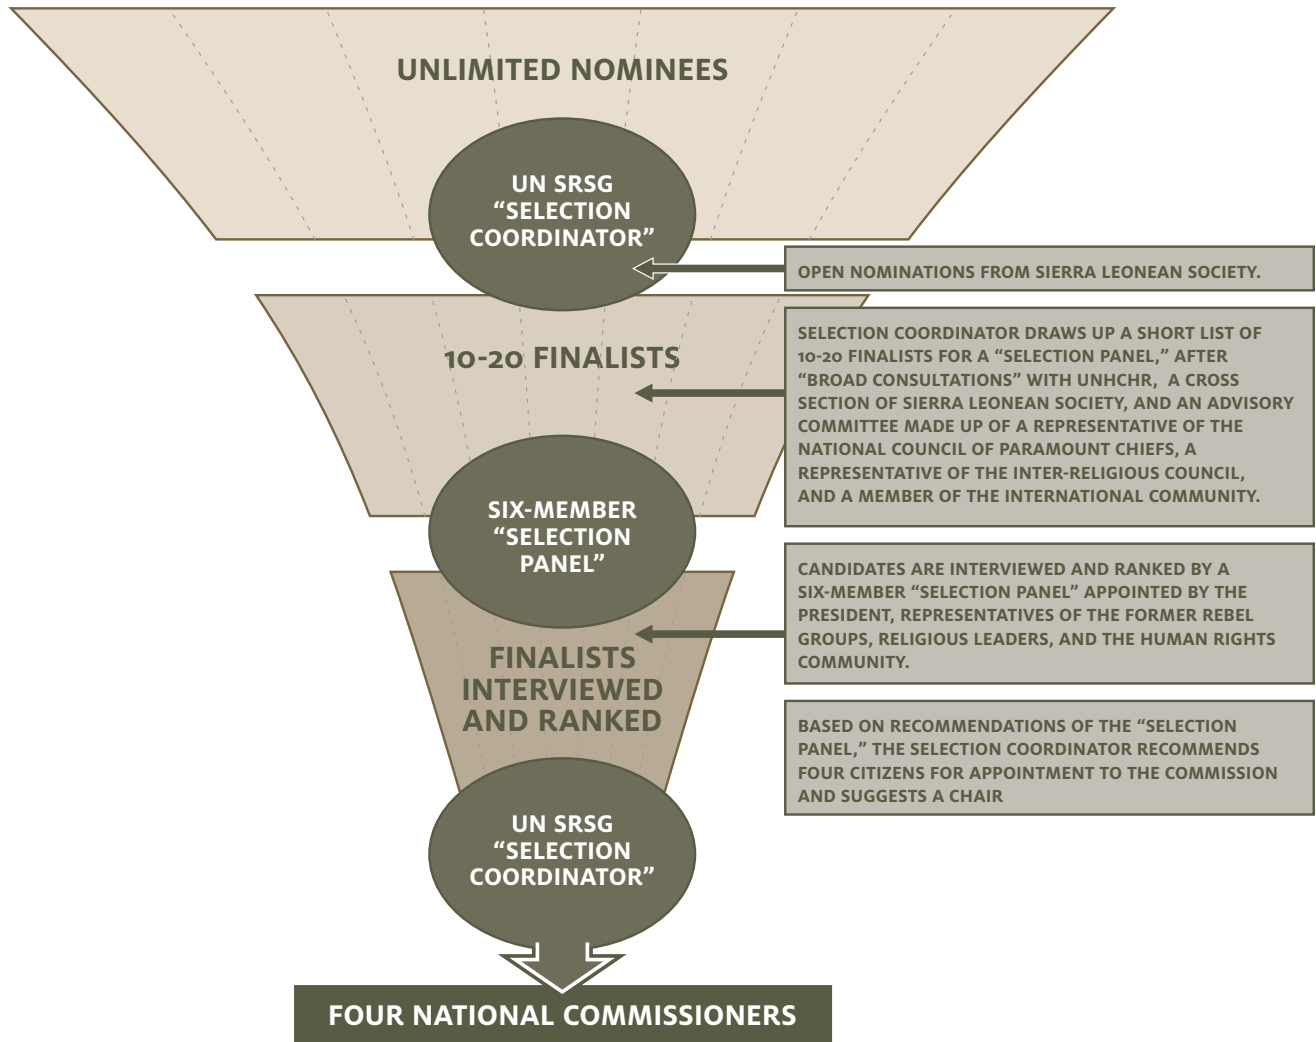 UNLIMITED NOMINEES
UN SRSG
“SELECTION
COORDINATOR”
OPEN NOMINATIONS FROM SIERRA LEONEAN SOCIETY.
10-20 FINALISTS
SELECTION COORDINATOR DRAWS UP A SHORT LIST OF
10-20 FINALISTS FOR A “SELECTION PANEL,” AFTER
“BROAD CONSULTATIONS” WITH UNHCHR, A CROSS
SECTION OF SIERRA LEONEAN SOCIETY, AND AN ADVISORY
COMMITTEE MADE UP OF A REPRESENTATIVE OF THE
NATIONAL COUNCIL OF PARAMOUNT CHIEFS, A
REPRESENTATIVE OF THE INTER-RELIGIOUS COUNCIL,
AND A MEMBER OF THE INTERNATIONAL COMMUNITY.
SIX-MEMBER
“SELECTION
PANEL”
CANDIDATES ARE INTERVIEWED AND RANKED BY A
SIX-MEMBER “SELECTION PANEL” APPOINTED BY THE
PRESIDENT, REPRESENTATIVES OF THE FORMER REBEL
GROUPS, RELIGIOUS LEADERS, AND THE HUMAN RIGHTS
COMMUNITY.
FINALISTS
INTERVIEWED
AND RANKED
BASED ON RECOMMENDATIONS OF THE “SELECTION
PANEL,” THE SELECTION COORDINATOR RECOMMENDS
FOUR CITIZENS FOR APPOINTMENT TO THE COMMISSION
AND SUGGESTS A CHAIR
UN SRSG
“SELECTION
COORDINATOR”
FOUR NATIONAL COMMISSIONERS